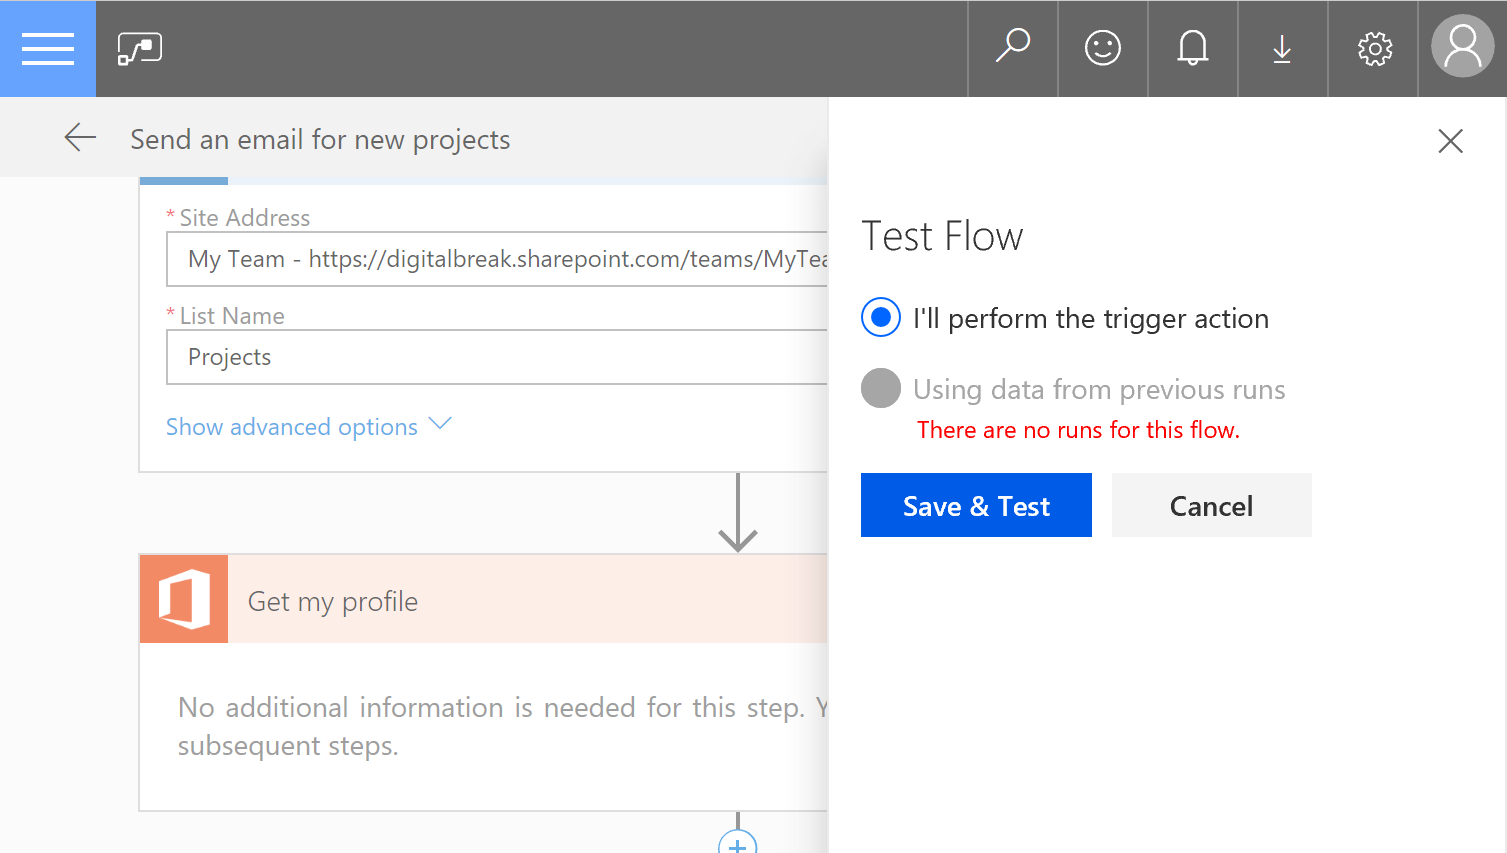 Send an email for new projects
* Site Address
My Team - https://digitalbreak.sharepoint.com/teams/MyTea
* List Name
Projects
Show advanced options
Get my profile
No additional information is needed for this step. Y
subsequent steps.
Test Flow
I'll perform the trigger action
Using data from previous runs
There are no runs for this flow.
Save & Test
Cancel